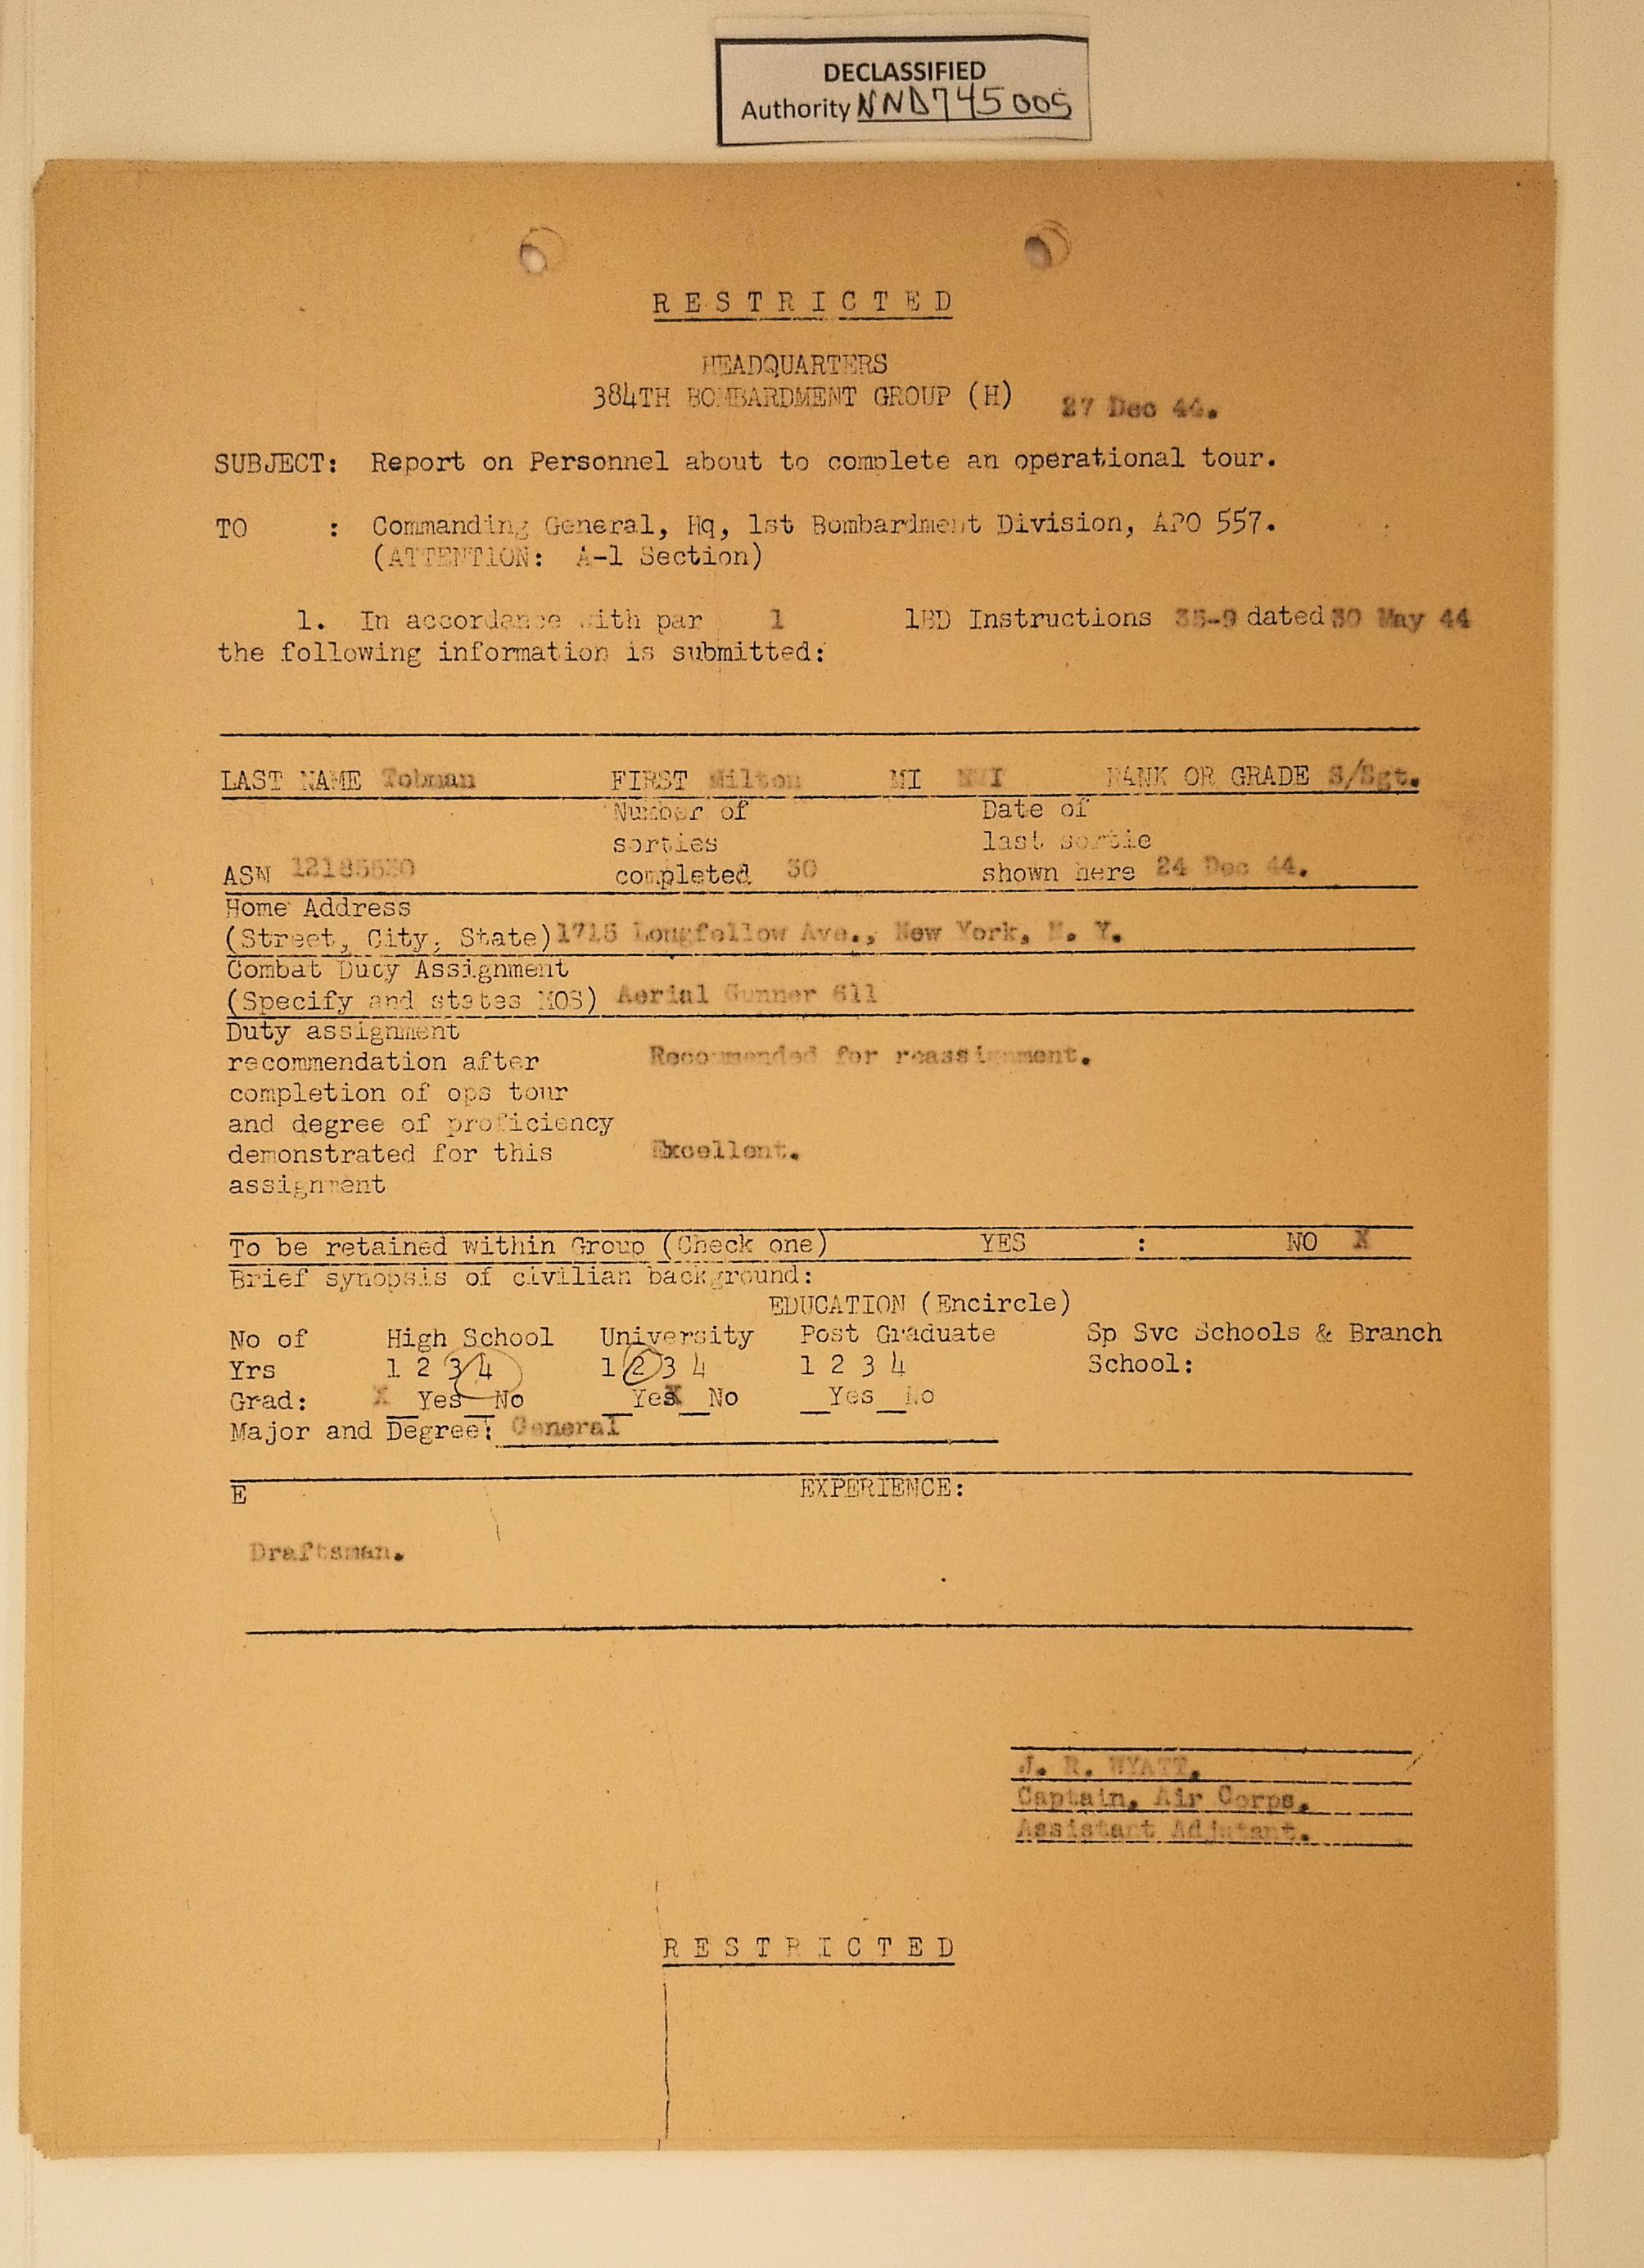 DECLASSIFIED
Authority NND745005
RESTRICTED
HEADQUARTERS
384TH BOMBARDMENT GROUP (H) 27 Dec 44.
SUBJECT: Report on Personnel about to complete an operational tour.
TO : Commanding General, Hq, 1st Bombardment Division, APO 557.
(ATTENTION: A-1 Section)
1. In accordance with par 1 1BD Instructions 35-9 dated 30 May 44
the following information is submitted:
LAST NAME Tobman FIRST Milton MI NMI RANK OR GRADE S/Sgt.
Number of Date of
sorties last sortie
ASN completed 30 shown here 24 Dec 44.
Home Address
(Street, City, State) 1715 Longfellow Ave., New York, N. Y.
Combat Duty Assignment
(Specify and states MOS) Aerial Gunner 611
Duty assignment
recommendation after Recommended for reassignment.
completion of ops tour
and degree of proficiency
demonstrated for this Excellent.
assignment
To be retained within Group (Check one) YES : NO X
Brief synopsis of civilian background:
EDUCATION (Encircle)
No of High School University Post Graduate Sp Svc Schools & Branch
Yrs 1 2 3 4 1 2 3 4 1 2 3 4 School:
Grad: X Yes No Yes X No Yes No
Major and Degree: General
E EXPERIENCE:
Draftsman.
J. R. WYATT,
Captain, Air Corps,
Assistant Adjutant.
RESTRICTED